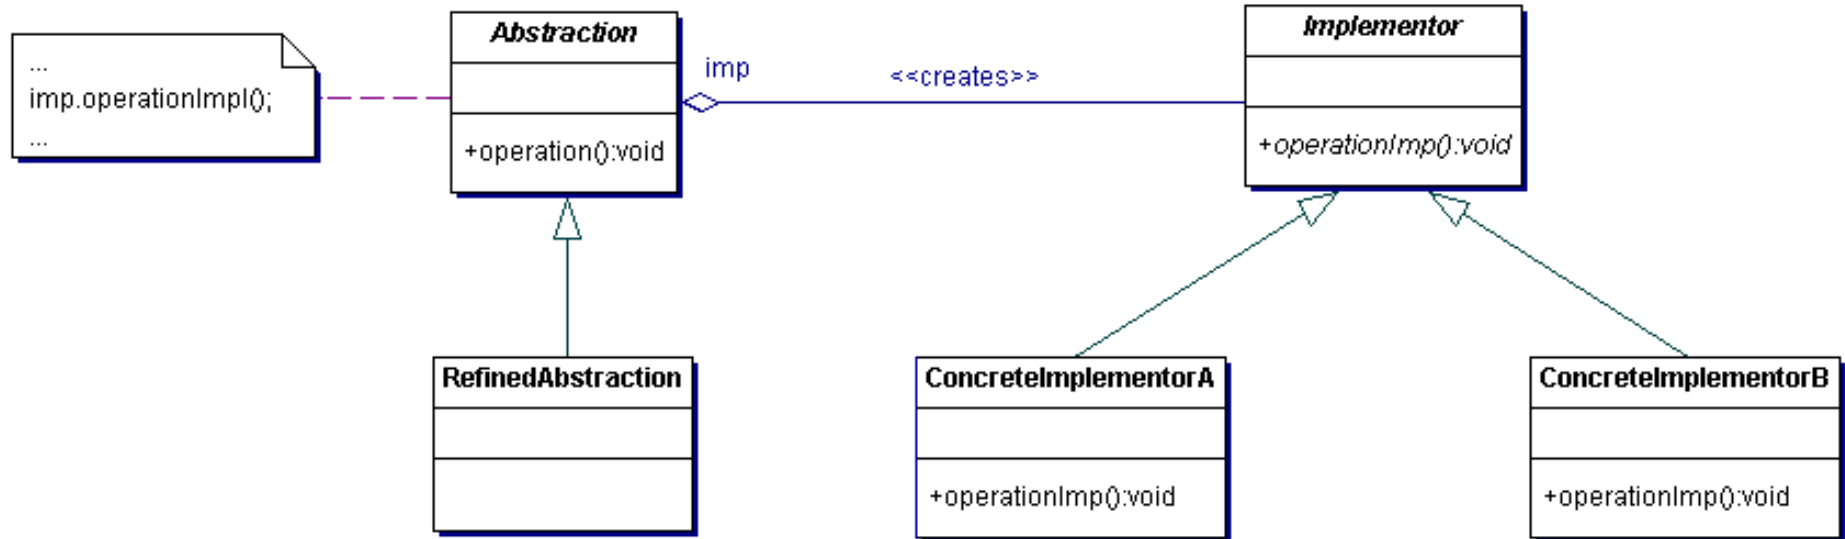 ...
imp.operationImpl();
...
Abstraction
+operation():void
imp
<<creates>>
Implementor
+operationImp():void
RefinedAbstraction
ConcreteImplementorA
+operationImp():void
ConcreteImplementorB
+operationImp():void